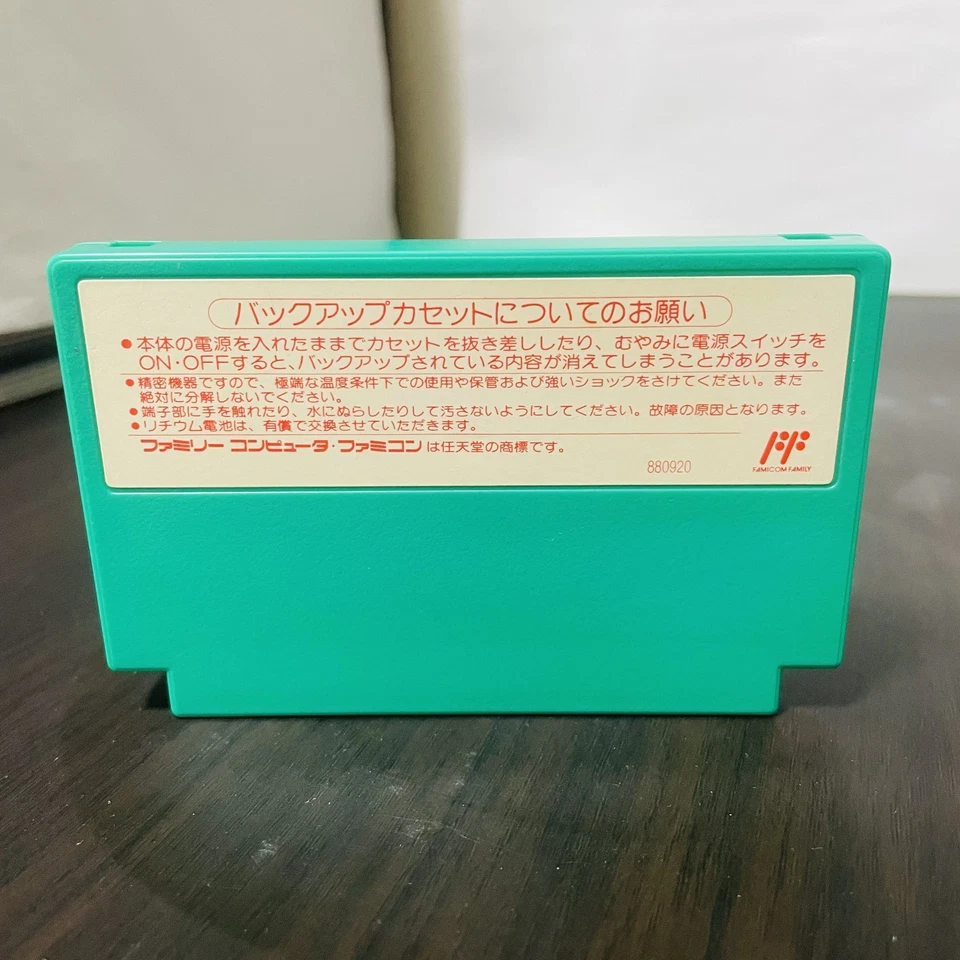 バックアップカセットについてのお願い
●本体の電源を入れたままでカセットを抜き差ししたり、むやみに電源スイッチを
ON・OFFすると、バックアップされている内容が消えてしまうことがあります。
●精密機器ですので、極端な温度条件下での使用や保管および強いショックをさけてください。また
絶対に分解しないでください。
●端子部に手を触れたり、水にぬらしたりして汚さないようにしてください。故障の原因となります。
●リチウム電池は、有償で交換させていただきます。
ファミリーコンピュータ・ファミコンは任天堂の商標です。
880920
FAMICOM FAMILY